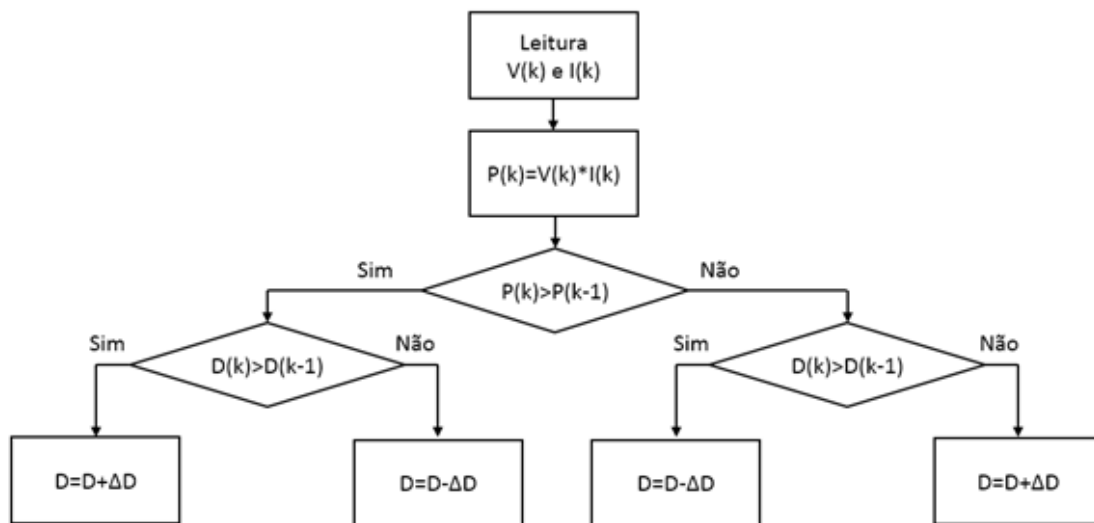 Leitura
V(k) e I(k)
P(k)=V(k)*I(k)
Sim
P(k)>P(k-1)
Não
Sim
D(k)>D(k-1)
Não
Sim
D(k)>D(k-1)
Não
D=D+ΔD
D=D-ΔD
D=D-ΔD
D=D+ΔD